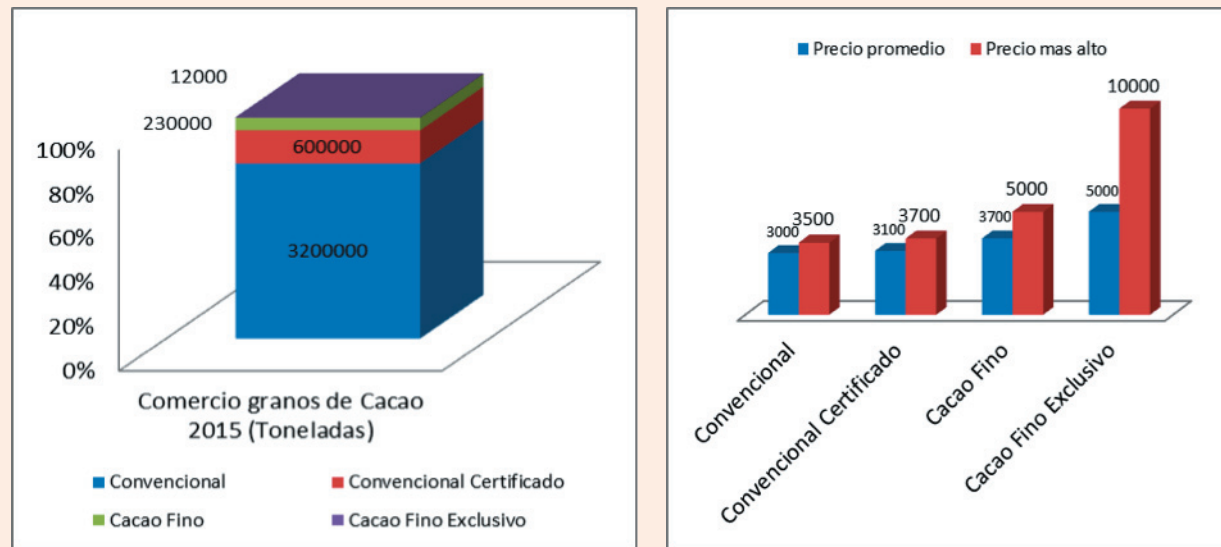 12000
230000
600000
3200000
100%
80%
60%
40%
20%
0%
Comercio granos de Cacao
2015 (Toneladas)
Convencional
Convencional Certificado
Cacao Fino
Cacao Fino Exclusivo
Precio promedio
Precio mas alto
3000
3500
3100
3700
3700
5000
5000
10000
Convencional
Convencional Certificado
Cacao Fino
Cacao Fino Exclusivo